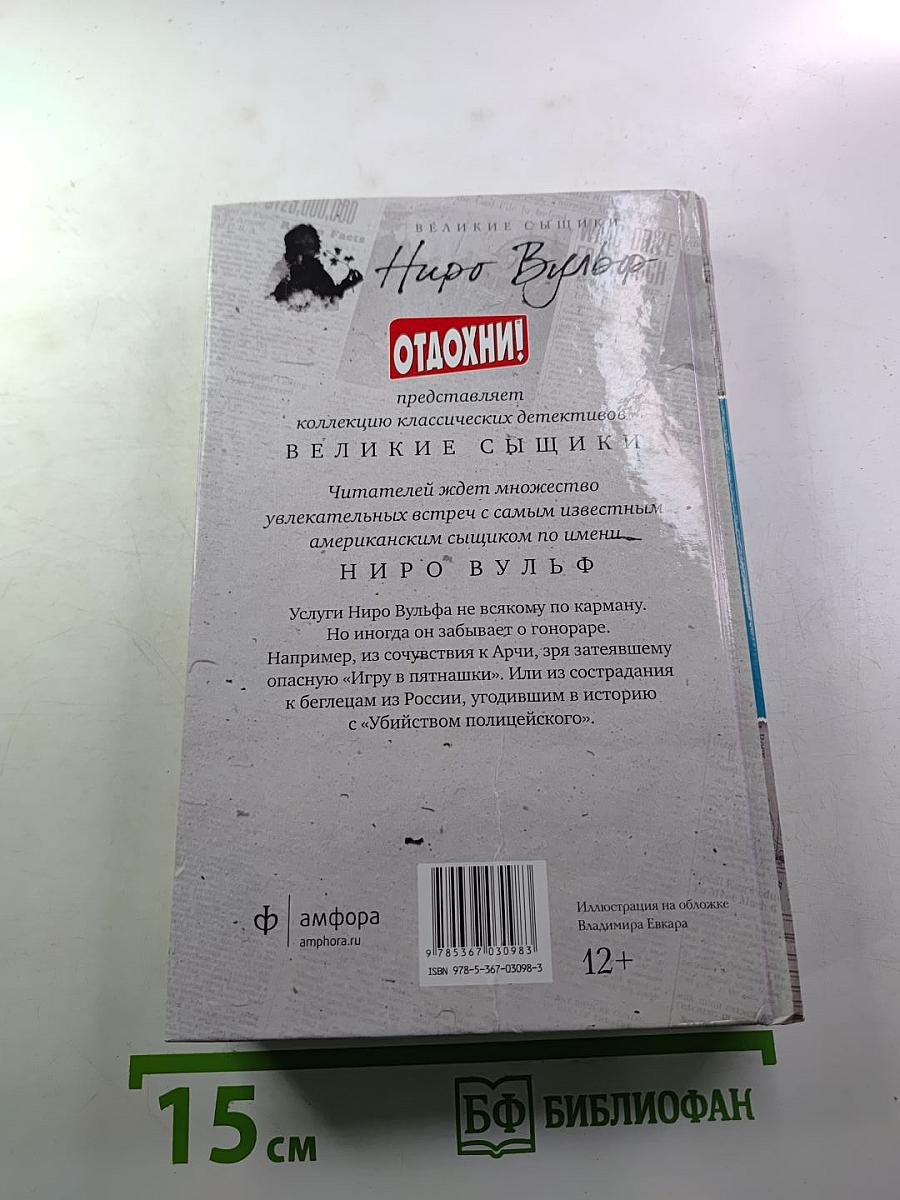 $123,000,000
Facts
ВЕЛИКИЕ СЫЩИКИ
Ниро Вульф
ОТДОХНИ!
представляет
коллекцию классических детективов
ВЕЛИКИЕ СЫЩИКИ
Читателей ждет множество
увлекательных встреч с самым известным
американским сыщиком по имени
НИРО ВУЛЬФ
Услуги Ниро Вульфа не всякому по карману.
Но иногда он забывает о гонораре.
Например, из сочувствия к Арчи, зря затеявшему
опасную «Игру в пятнашки». Или из сострадания
к беглецам из России, угодившим в историю
с «Убийством полицейского».
ф амфора
amphora.ru
9 785367 030983
ISBN 978-5-367-03098-3
Иллюстрация на обложке
Владимира Евкара
12+
15 см
БФ БИБЛИОФАН